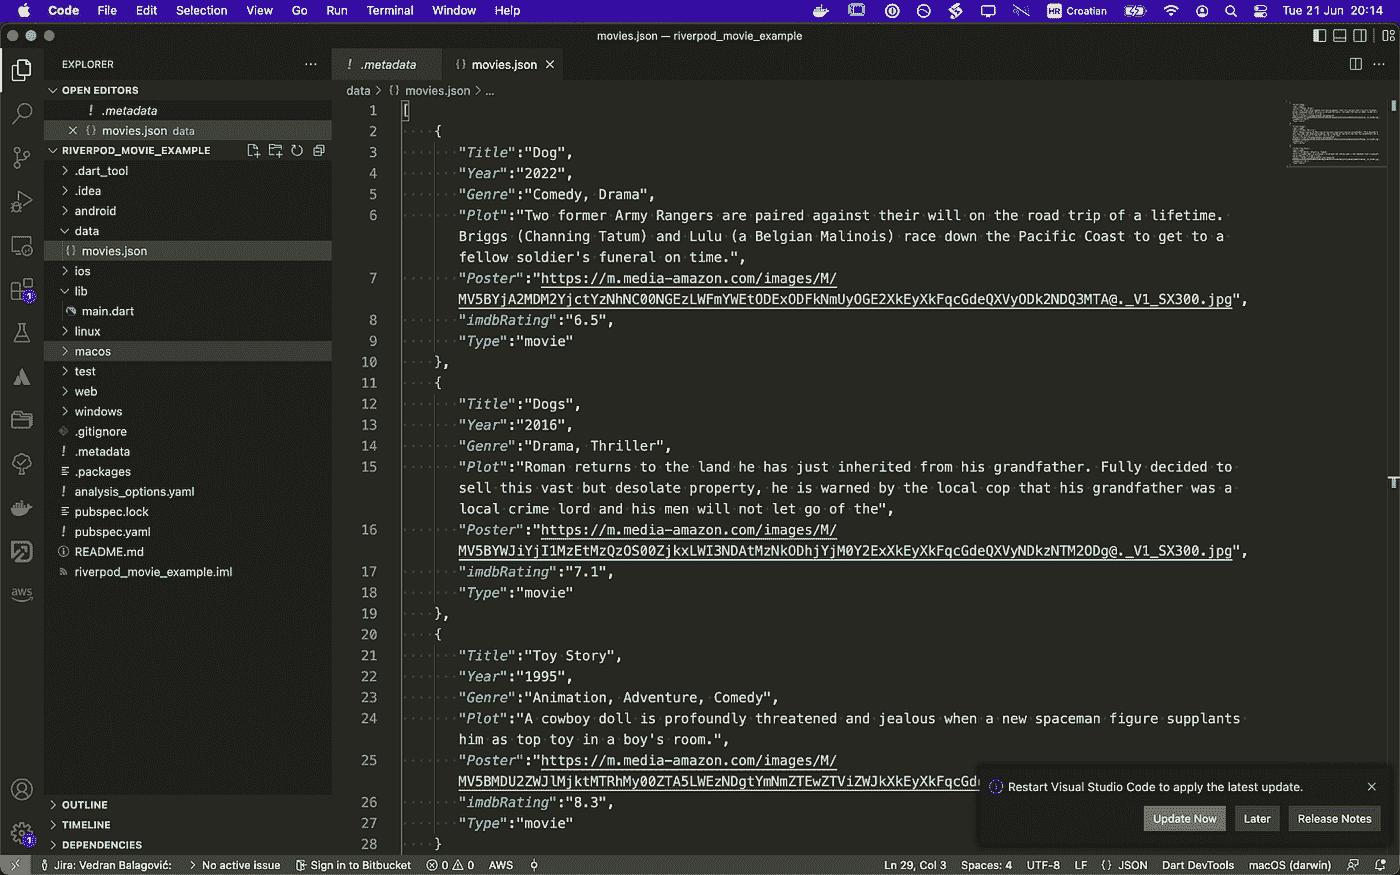 Code File Edit Selection View Go Run Terminal Window Help HR Croatian Tue 21 Jun 20:14
movies.json — riverpod_movie_example
EXPLORER
! .metadata
{} movies.json
OPEN EDITORS
! .metadata
{} movies.json data
RIVERPOD_MOVIE_EXAMPLE
.dart_tool
.idea
android
data
{} movies.json
ios
lib
main.dart
linux
macos
test
web
windows
.gitignore
! .metadata
.packages
! analysis_options.yaml
pubspec.lock
! pubspec.yaml
README.md
riverpod_movie_example.iml
OUTLINE
TIMELINE
DEPENDENCIES
aws
1
1
data > {} movies.json > ...
1 [
2 {
3 "Title":"Dog",
4 "Year":"2022",
5 "Genre":"Comedy, Drama",
6 "Plot":"Two former Army Rangers are paired against their will on the road trip of a lifetime.
Briggs (Channing Tatum) and Lulu (a Belgian Malinois) race down the Pacific Coast to get to a
fellow soldier's funeral on time.",
7 "Poster":"https://m.media-amazon.com/images/M/
MV5BYjA2MDM2YjctYzNhNC00NGEzLWFmYWEtODExODFkNmUyOGE2XkEyXkFqcGdeQXVyODk2NDQ3MTA@._V1_SX300.jpg",
8 "imdbRating":"6.5",
9 "Type":"movie"
10 },
11 {
12 "Title":"Dogs",
13 "Year":"2016",
14 "Genre":"Drama, Thriller",
15 "Plot":"Roman returns to the land he has just inherited from his grandfather. Fully decided to
sell this vast but desolate property, he is warned by the local cop that his grandfather was a
local crime lord and his men will not let go of the",
16 "Poster":"https://m.media-amazon.com/images/M/
MV5BYWJiYjI1MzEtMzQzOS00ZjkxLWI3NDAtMzNkODhjYjM0Y2ExXkEyXkFqcGdeQXVyNDkzNTM2ODg@._V1_SX300.jpg",
17 "imdbRating":"7.1",
18 "Type":"movie"
19 },
20 {
21 "Title":"Toy Story",
22 "Year":"1995",
23 "Genre":"Animation, Adventure, Comedy",
24 "Plot":"A cowboy doll is profoundly threatened and jealous when a new spaceman figure supplants
him as top toy in a boy's room.",
25 "Poster":"https://m.media-amazon.com/images/M/
MV5BMDU2ZWJlMjktMTRhMy00ZTA5LWEzNDgtYmNmZTEwZTViZWJkXkEyXkFqcGd
26 "imdbRating":"8.3",
27 "Type":"movie"
28 }
Restart Visual Studio Code to apply the latest update.
Update Now Later Release Notes
Jira: Vedran Balagović: No active issue Sign in to Bitbucket 0 0 AWS Ln 29, Col 3 Spaces: 4 UTF-8 LF {} JSON Dart DevTools macOS (darwin)